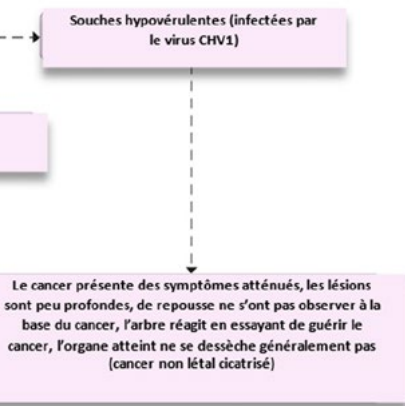 Souches hypovérulentes (infectées par
le virus CHV1)
Le cancer présente des symptômes atténués, les lésions
sont peu profondes, de repousse ne s'ont pas observer à la
base du cancer, l'arbre réagit en essayant de guérir le
cancer, l'organe atteint ne se dessèche généralement pas
(cancer non létal cicatrisé)